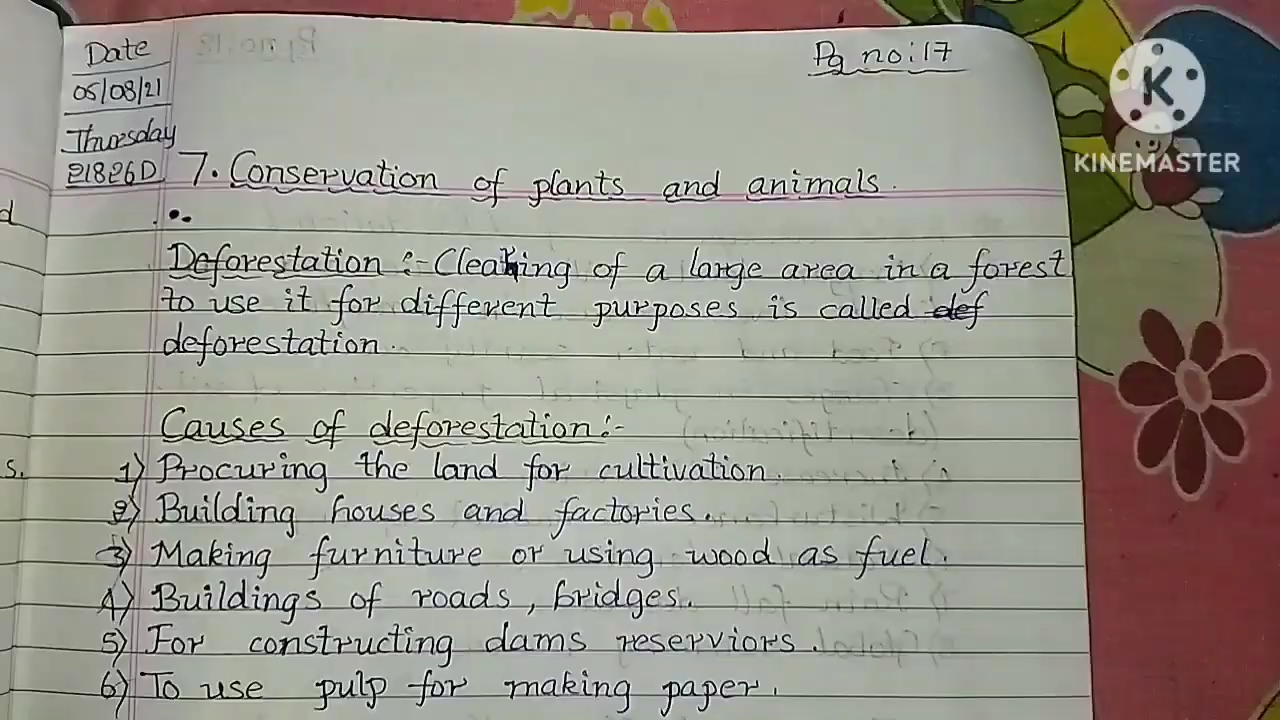 Date
05/08/21
Thursday
21826D
Pg no:17
7. Conservation of plants and animals.
Deforestation :- Clearing of a large area in a forest
to use it for different purposes is called def
deforestation.
Causes of deforestation :-
1) Procuring the land for cultivation.
2) Building houses and factories.
3) Making furniture or using wood as fuel.
4) Buildings of roads, bridges.
5) For constructing dams reserviors.
6) To use pulp for making paper.
d
s.
K
KINEMASTER